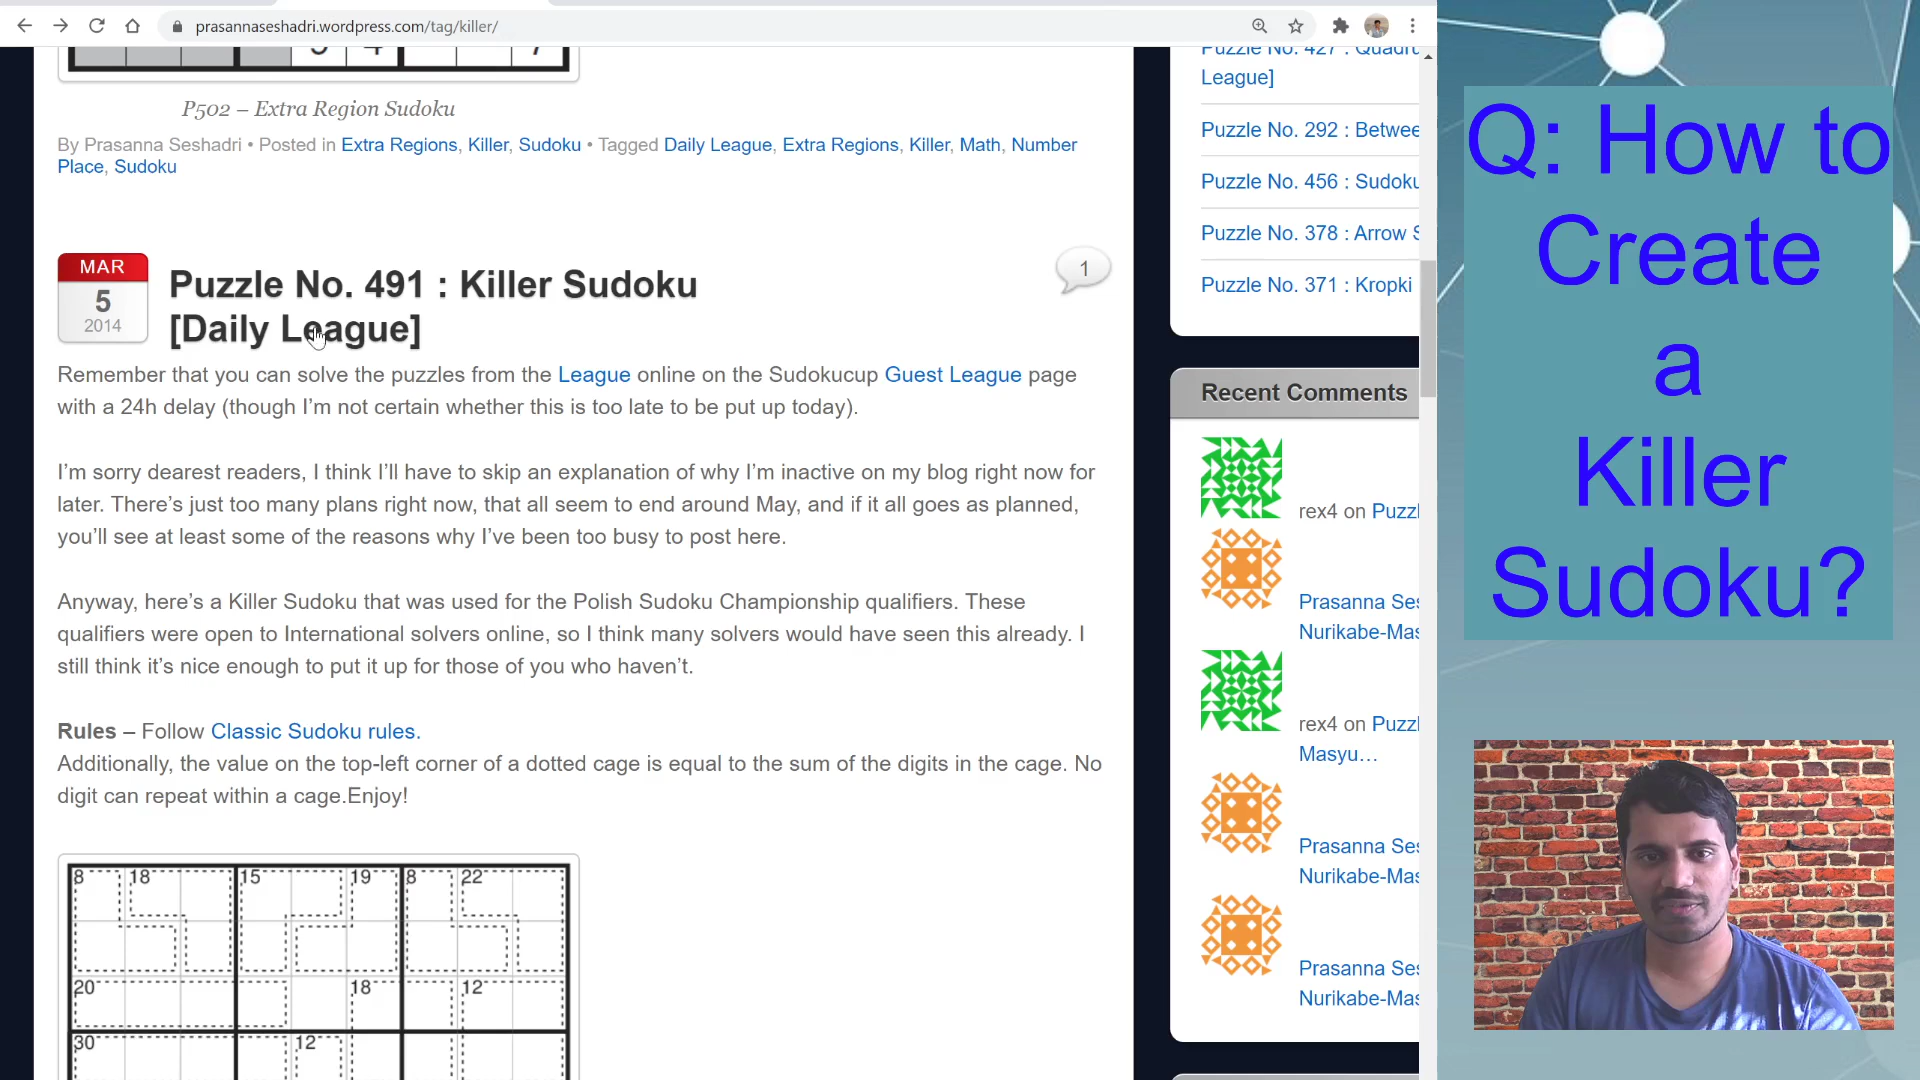 prasannaseshadri.wordpress.com/tag/killer/
P502 – Extra Region Sudoku
By Prasanna Seshadri • Posted in Extra Regions, Killer, Sudoku • Tagged Daily League, Extra Regions, Killer, Math, Number
Place, Sudoku
MAR
5
2014
Puzzle No. 491 : Killer Sudoku
[Daily League]
1
Remember that you can solve the puzzles from the League online on the Sudokucup Guest League page
with a 24h delay (though I’m not certain whether this is too late to be put up today).
I’m sorry dearest readers, I think I’ll have to skip an explanation of why I’m inactive on my blog right now for
later. There’s just too many plans right now, that all seem to end around May, and if it all goes as planned,
you’ll see at least some of the reasons why I’ve been too busy to post here.
Anyway, here’s a Killer Sudoku that was used for the Polish Sudoku Championship qualifiers. These
qualifiers were open to International solvers online, so I think many solvers would have seen this already. I
still think it’s nice enough to put it up for those of you who haven’t.
Rules – Follow Classic Sudoku rules.
Additionally, the value on the top-left corner of a dotted cage is equal to the sum of the digits in the cage. No
digit can repeat within a cage.Enjoy!
8 18 15 19 8 22
20 18 12
30 12
Puzzle No. 427 : Quadru
League]
Puzzle No. 292 : Betwee
Puzzle No. 456 : Sudoku
Puzzle No. 378 : Arrow S
Puzzle No. 371 : Kropki
Recent Comments
rex4 on Puzzl
Prasanna Ses
Nurikabe-Mas
rex4 on Puzzl
Masyu…
Prasanna Ses
Nurikabe-Mas
Prasanna Ses
Nurikabe-Mas
Q: How to
Create
a
Killer
Sudoku?